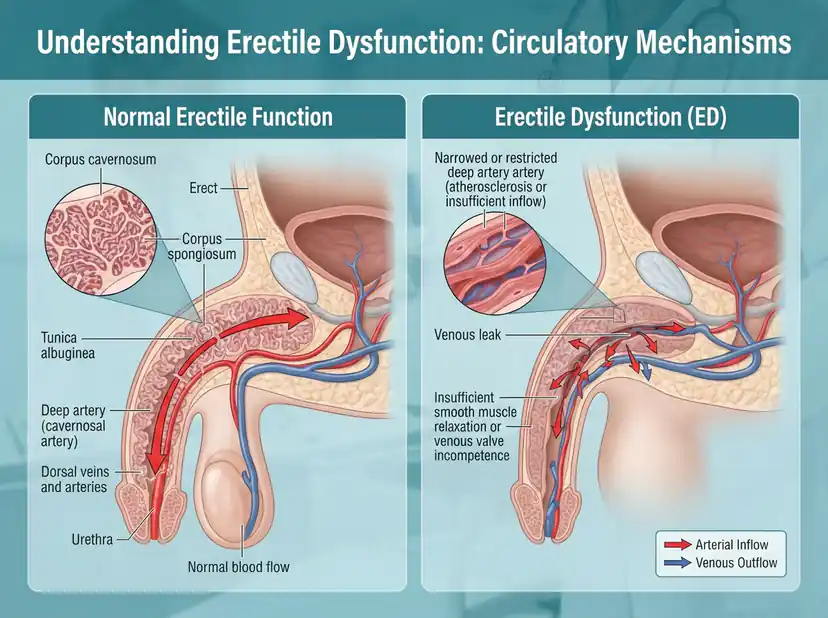 Understanding Erectile Dysfunction: Circulatory Mechanisms
Normal Erectile Function
Corpus cavernosum
Erect
Corpus
spongiosum
Tunica
albuginea
Deep artery
(cavernosal
artery)
Dorsal veins
and arteries
Urethra
Normal blood flow
Erectile Dysfunction (ED)
Narrowed or restricted
deep artery artery
(atherosclerosis or
insufficient inflow)
Venous leak
Insufficient
smooth muscle
relaxation or
venous valve
incompetence
Arterial Inflow
Venous Outflow